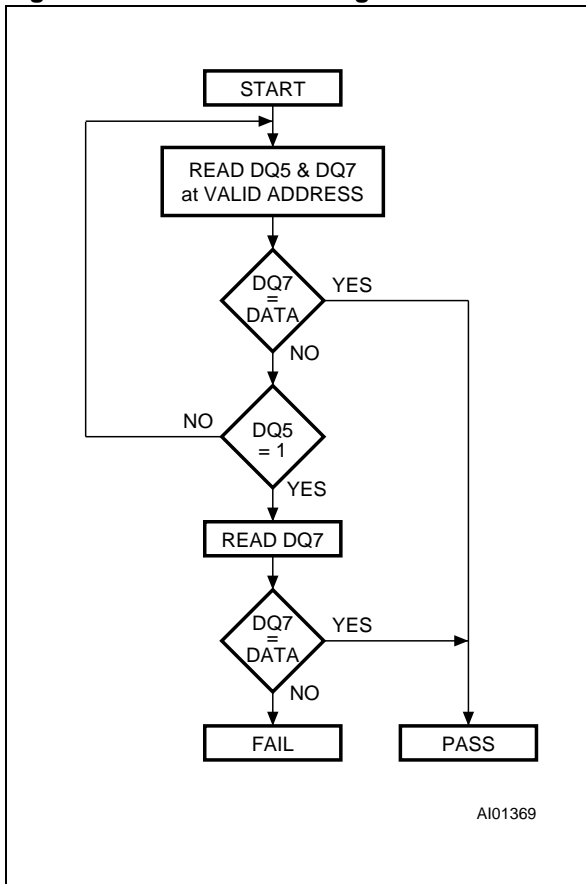 START
READ DQ5 & DQ7
at VALID ADDRESS
DQ7
=
DATA
YES
NO
DQ5
= 1
NO
YES
READ DQ7
DQ7
=
DATA
YES
NO
FAIL
PASS
AI01369